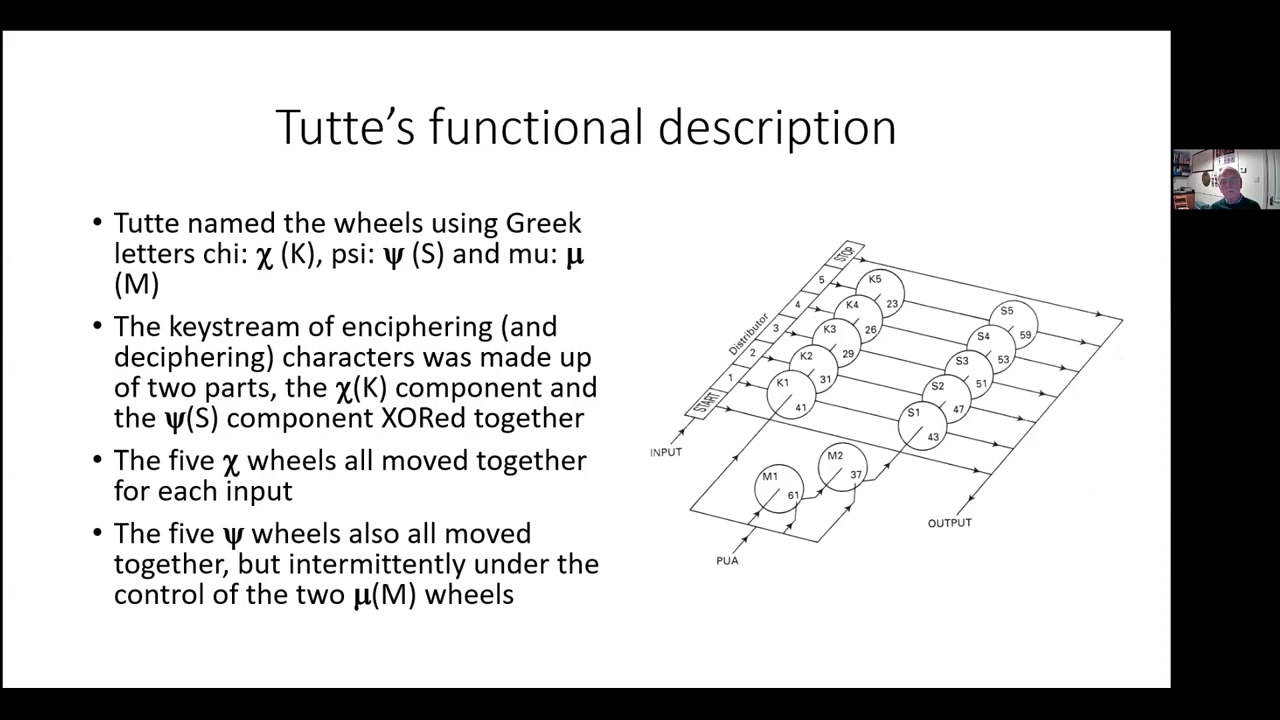 Tutte’s functional description
• Tutte named the wheels using Greek
letters chi: χ (K), psi: ψ (S) and mu: μ
(M)
• The keystream of enciphering (and
deciphering) characters was made up
of two parts, the χ(K) component and
the ψ(S) component XORed together
• The five χ wheels all moved together
for each input
• The five ψ wheels also all moved
together, but intermittently under the
control of the two μ(M) wheels
STOP
5
4
3
2
1
START
Distributor
INPUT
K5
23
K4
26
K3
29
K2
31
K1
41
S5
59
S4
53
S3
51
S2
47
S1
43
M2
37
M1
61
PUA
OUTPUT